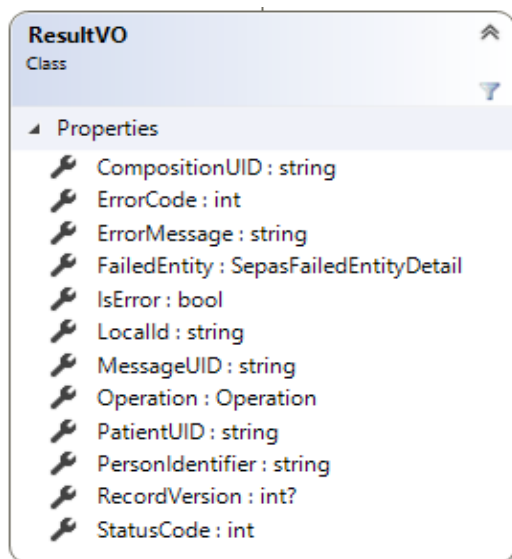 ResultVO
Class
Properties
CompositionUID : string
ErrorCode : int
ErrorMessage : string
FailedEntity : SepasFailedEntityDetail
IsError : bool
LocalId : string
MessageUID : string
Operation : Operation
PatientUID : string
PersonIdentifier : string
RecordVersion : int?
StatusCode : int